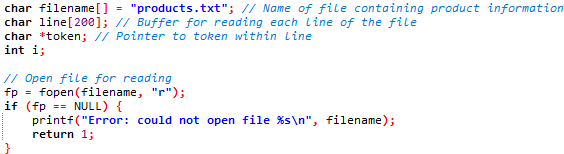 char filename[] = "products.txt"; // Name of file containing product information
char line[200]; // Buffer for reading each line of the file
char *token; // Pointer to token within line
int i;

// Open file for reading
fp = fopen(filename, "r");
if (fp == NULL) {
    printf("Error: could not open file %s\n", filename);
    return 1;
}